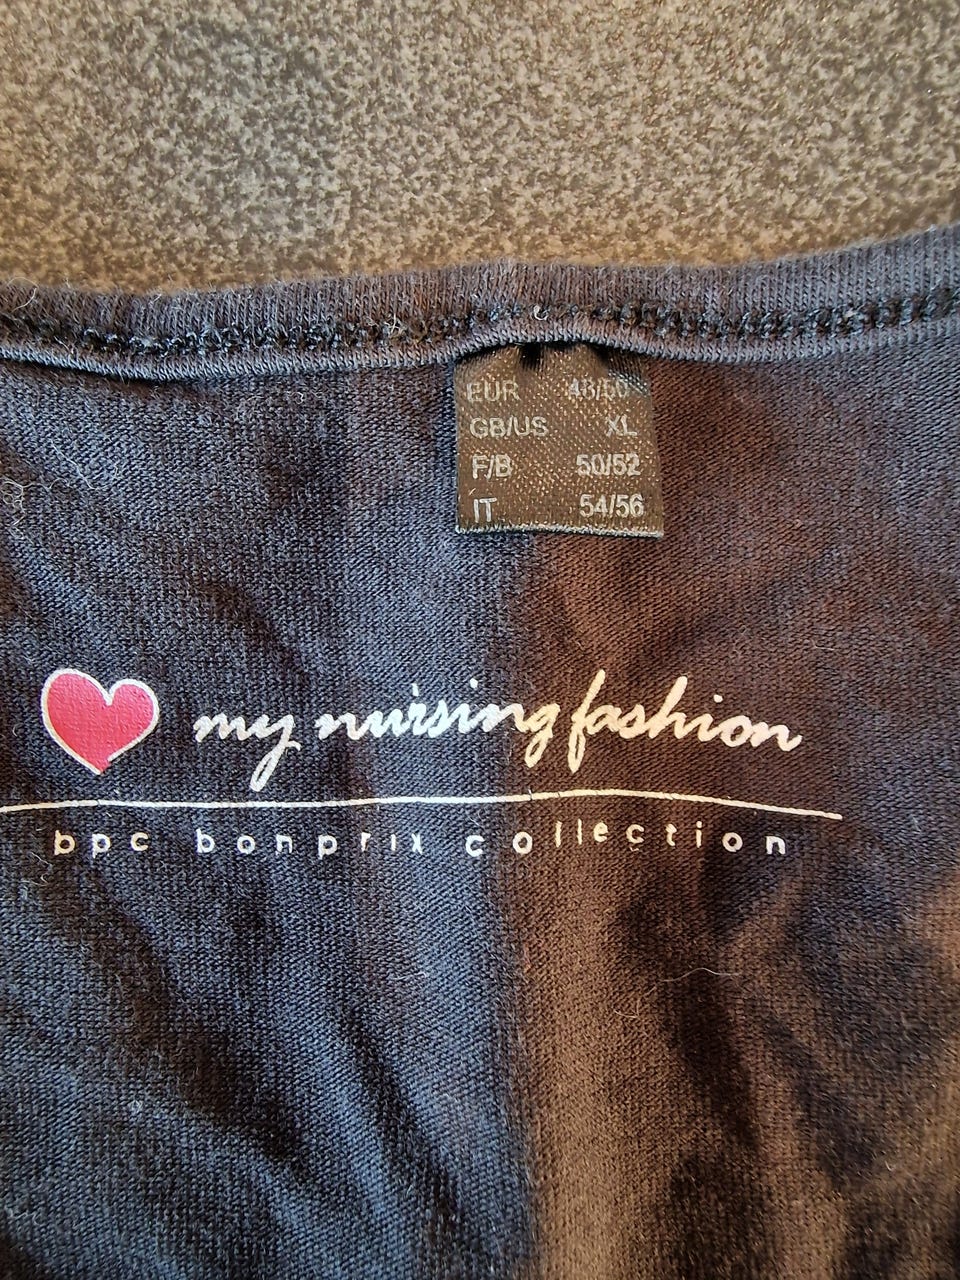 EUR 48/50
GB/US XL
F/B 50/52
IT 54/56
my nursing fashion
bpc bonprix collection